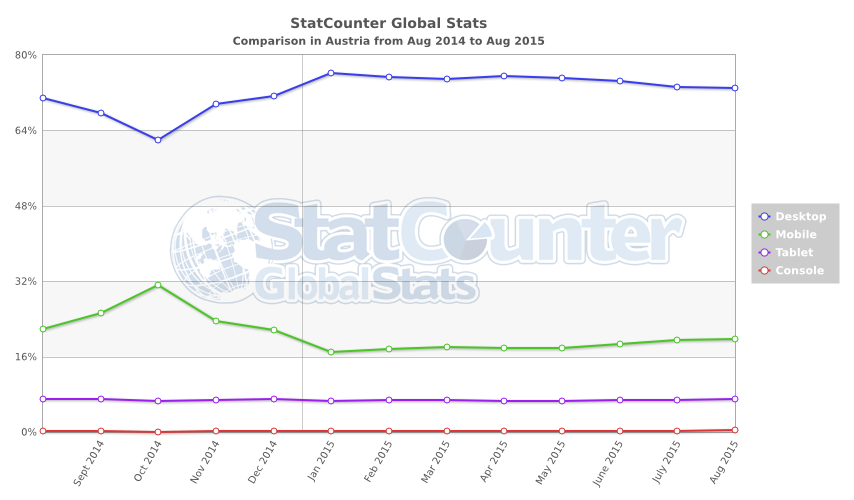 StatCounter Global Stats
Comparison in Austria from Aug 2014 to Aug 2015
80%
64%
48%
32%
16%
0%
StatCounter
GlobalStats
Desktop
Mobile
Tablet
Console
Sept 2014
Oct 2014
Nov 2014
Dec 2014
Jan 2015
Feb 2015
Mar 2015
Apr 2015
May 2015
June 2015
July 2015
Aug 2015